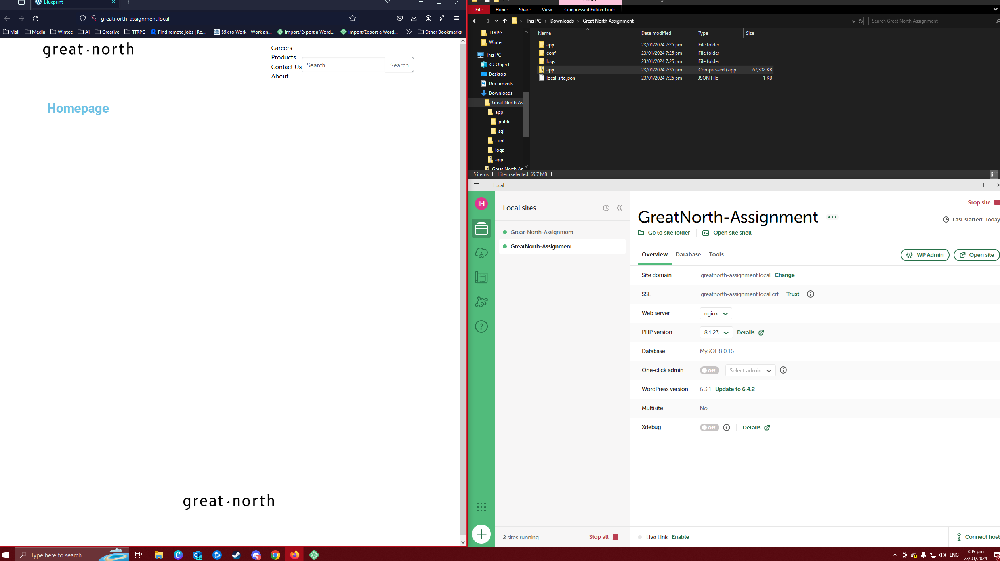 Blueprint
greatnorth-assignment.local
Mail Media Wintec Ai Creative TTRPG Find remote jobs | Re... $5k to Work - Work an... Import/Export a Word... Import/Export a Word... Other Bookmarks
great north
Careers
Products
Contact Us
About
Search Search
Homepage
great north
Extract
Great North Assignment
File Home Share View Compressed Folder Tools
This PC Downloads Great North Assignment
Search Great North Assignment
TTRPG
Wintec
This PC
3D Objects
Desktop
Documents
Downloads
Great North As
app
public
sql
conf
logs
app
Great North As
Name Date modified Type Size
app 23/01/2024 7:25 pm File folder
conf 23/01/2024 7:25 pm File folder
logs 23/01/2024 7:25 pm File folder
app 23/01/2024 7:35 pm Compressed (zipp... 67,302 KB
local-site.json 23/01/2024 7:25 pm JSON File 1 KB
5 items 1 item selected 65.7 MB
Local
IH
Local sites
Great-North-Assignment
GreatNorth-Assignment
2 sites running Stop all
Stop site
GreatNorth-Assignment
Last started: Today
Go to site folder Open site shell
Overview Database Tools
WP Admin Open site
Site domain greatnorth-assignment.local Change
SSL greatnorth-assignment.local.crt Trust
Web server nginx
PHP version 8.1.23 Details
Database MySQL 8.0.16
One-click admin Off Select admin
WordPress version 6.3.1 Update to 6.4.2
Multisite No
Xdebug Off Details
Live Link Enable
Connect host
Type here to search
NEW
9+
ENG
7:39 pm
23/01/2024
2